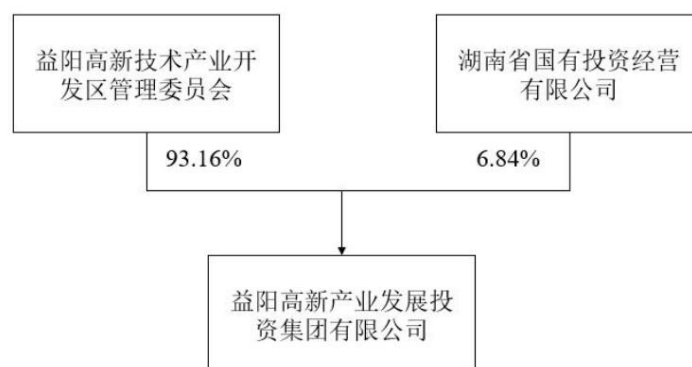 益阳高新技术产业开
发区管理委员会
湖南省国有投资经营
有限公司
93.16%
6.84%
益阳高新产业发展投
资集团有限公司